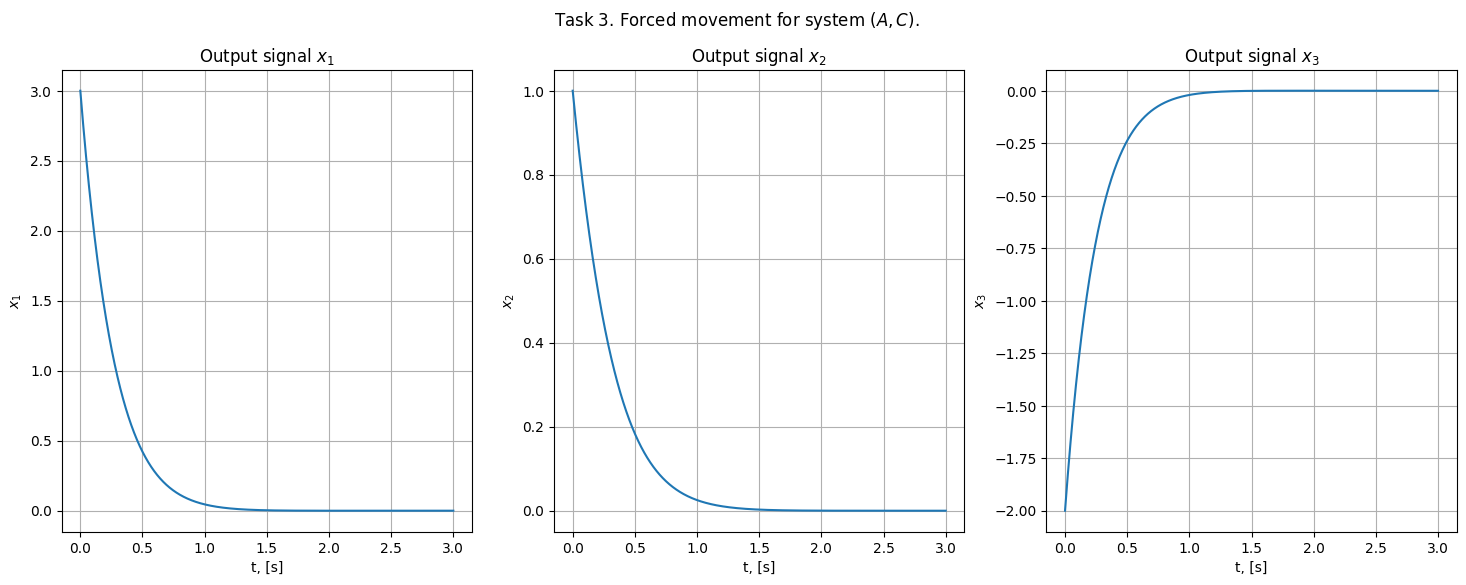 Task 3. Forced movement for system (A, C).
Output signal x₁
3.0
2.5
2.0
1.5
1.0
0.5
0.0
x₁
0.0 0.5 1.0 1.5 2.0 2.5 3.0
t, [s]
Output signal x₂
1.0
0.8
0.6
0.4
0.2
0.0
x₂
0.0 0.5 1.0 1.5 2.0 2.5 3.0
t, [s]
Output signal x₃
0.00
−0.25
−0.50
−0.75
−1.00
−1.25
−1.50
−1.75
−2.00
x₃
0.0 0.5 1.0 1.5 2.0 2.5 3.0
t, [s]